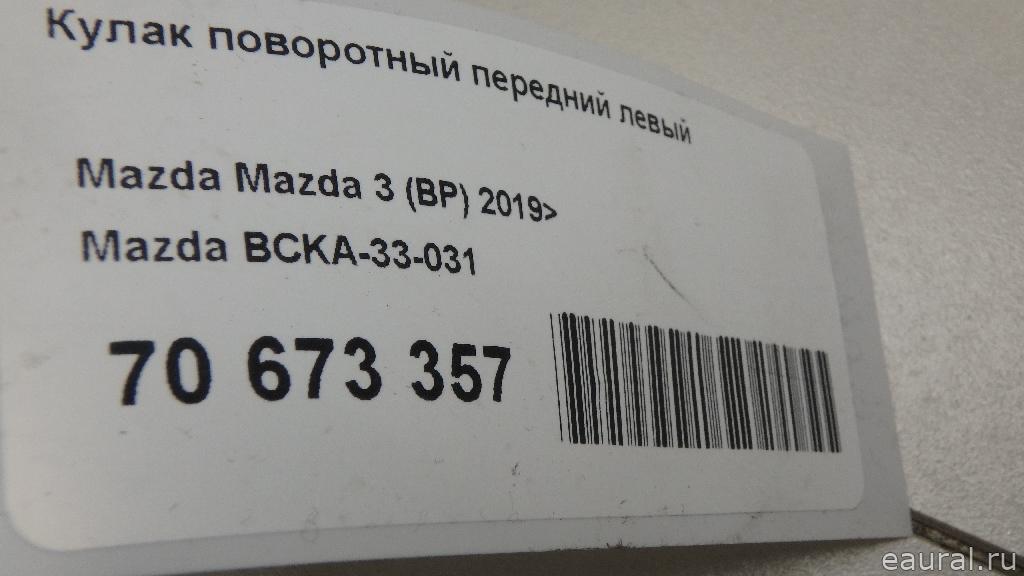 Кулак поворотный передний левый
Mazda Mazda 3 (BP) 2019>
Mazda BCKA-33-031
70 673 357
eaural.ru